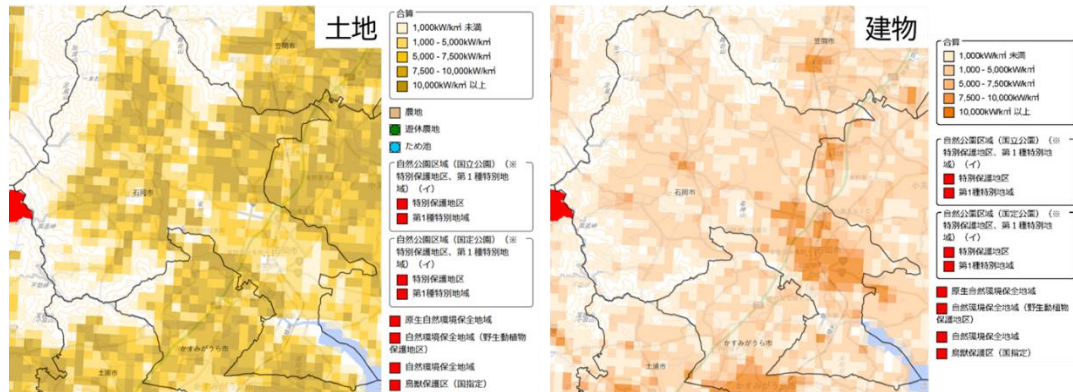 土地
笠間市
石岡市
かすみがうら市
土浦市
合算
1,000kW/k㎡ 未満
1,000 - 5,000kW/k㎡
5,000 - 7,500kW/k㎡
7,500 - 10,000kW/k㎡
10,000kW/k㎡ 以上
農地
遊休農地
ため池
自然公園区域（国立公園）（※
特別保護地区、第１種特別地
域）（イ）
特別保護地区
第1種特別地域
自然公園区域（国定公園）（※
特別保護地区、第１種特別地
域）（イ）
特別保護地区
第1種特別地域
原生自然環境保全地域
自然環境保全地域（野生動植物
保護地区）
自然環境保全地域
鳥獣保護区（国指定）
建物
笠間市
石岡市
かすみがうら市
土浦市
合算
1,000kW/k㎡ 未満
1,000 - 5,000kW/k㎡
5,000 - 7,500kW/k㎡
7,500 - 10,000kW/k㎡
10,000kW/k㎡ 以上
自然公園区域（国立公園）（※
特別保護地区、第１種特別地
域）（イ）
特別保護地区
第1種特別地域
自然公園区域（国定公園）（※
特別保護地区、第１種特別地
域）（イ）
特別保護地区
第1種特別地域
原生自然環境保全地域
自然環境保全地域（野生動植物
保護地区）
自然環境保全地域
鳥獣保護区（国指定）